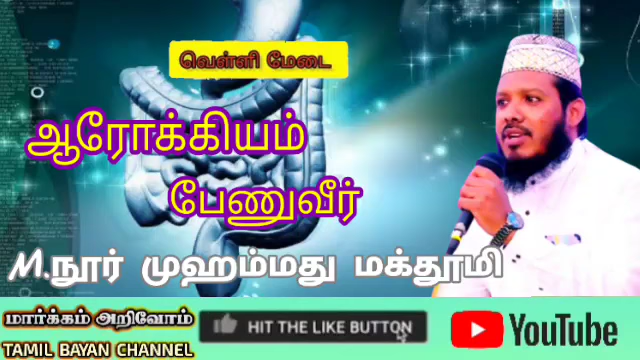 வெள்ளி மேடை
ஆரோக்கியம்
பேணுவீர்
M.நூர் முஹம்மது மக்தூமி
மார்க்கம் அறிவோம்
TAMIL BAYAN CHANNEL
HIT THE LIKE BUTTON
YouTube